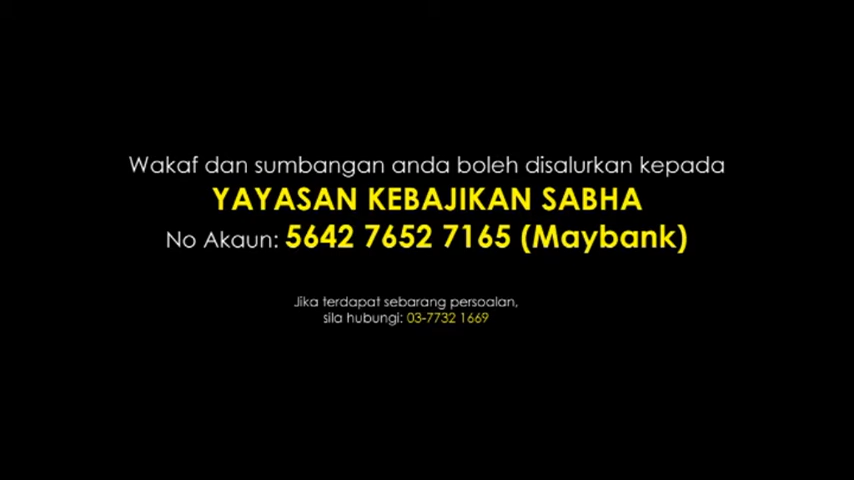 Wakaf dan sumbangan anda boleh disalurkan kepada
YAYASAN KEBAJIKAN SABHA
No Akaun: 5642 7652 7165 (Maybank)
Jika terdapat sebarang persoalan,
sila hubungi: 03-7732 1669